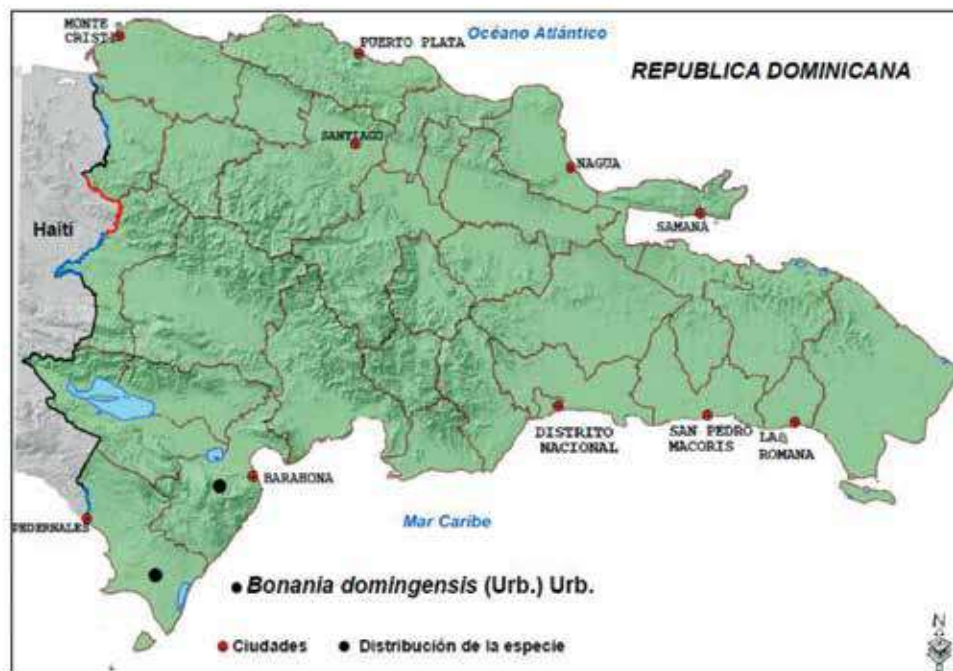 MONTE
CRISTI
PUERTO PLATA
Océano Atlántico
REPUBLICA DOMINICANA
SANTIAGO
NAGUA
SAMANA
Haití
DISTRITO
NACIONAL
SAN PEDRO
MACORIS
LA
ROMANA
BARAHONA
PEDERNALES
Mar Caribe
Bonania domingensis (Urb.) Urb.
Ciudades
Distribución de la especie
N